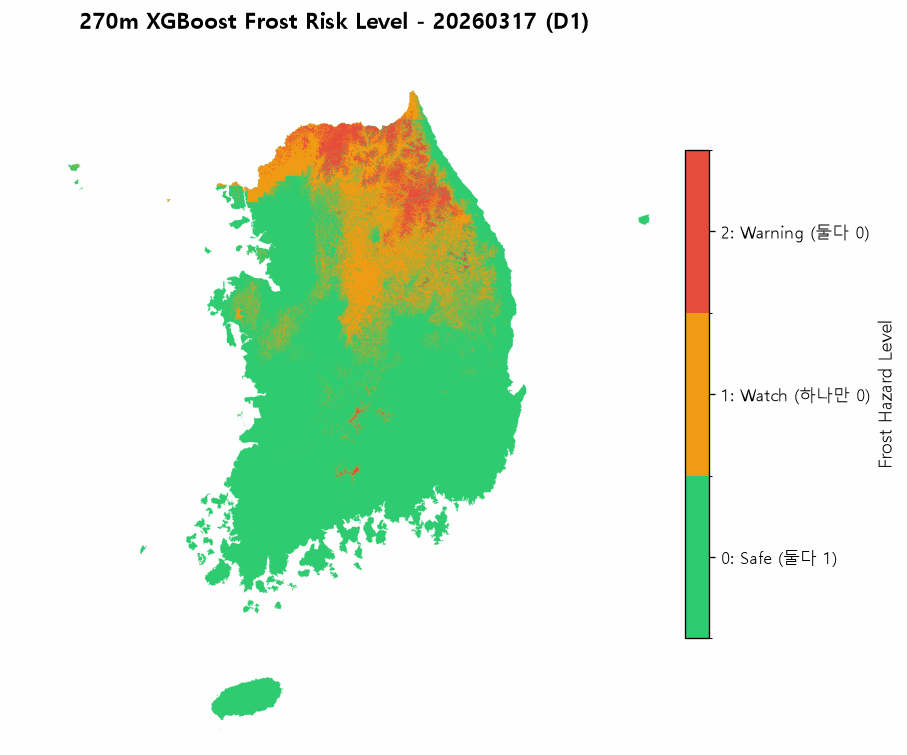 270m XGBoost Frost Risk Level - 20260317 (D1)
2: Warning (둘다 0)
1: Watch (하나만 0)
0: Safe (둘다 1)
Frost Hazard Level